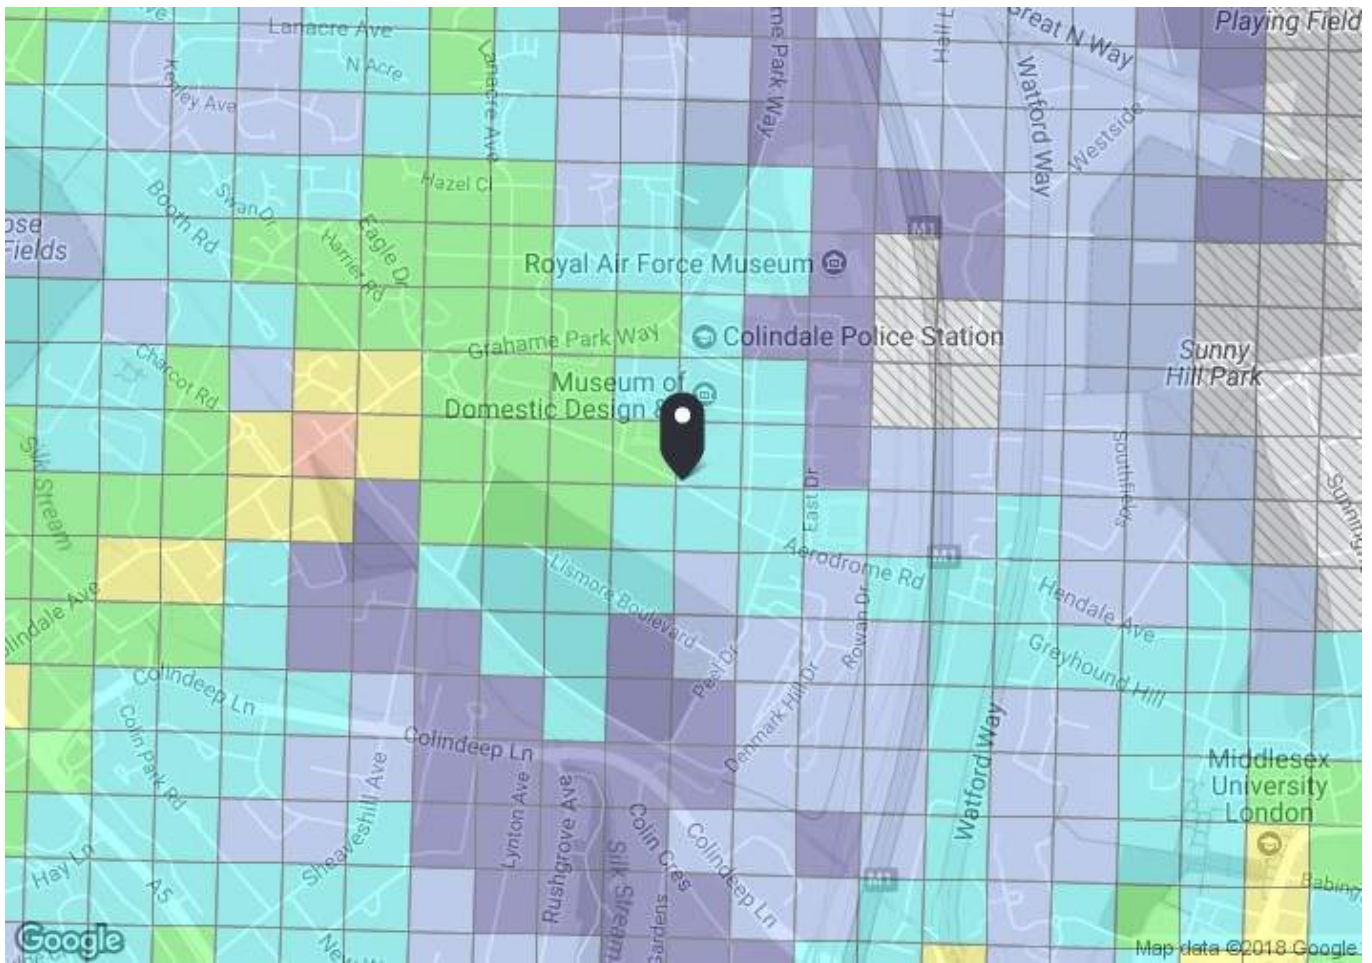 Lanacre Ave
N Acre
Kenley Ave
Lanacre Ave
Great N Way
Playing Field
Watford Way
Westside
Hazel Cl
Booth Rd
Swan Dr
Eagle Dr
Harrier Rd
Fields
M1
Royal Air Force Museum
Grahame Park Way
Colindale Police Station
Sunny
Hill Park
Charcot Rd
Museum of
Domestic Design &
Silk Stream
East Dr
Southfields
Sunning
Aerodrome Rd
M1
Lismore Boulevard
Hendale Ave
Rowan Dr
Greyhound Hill
Peel Dr
Denmark Hill Dr
Colindeep Ln
Colin Park Rd
Colindeep Ln
Watford Way
Middlesex
University
London
Sheaveshill Ave
Lynton Ave
Rushgrove Ave
Silk Stream
Colin Cres
Colindeep Ln
Hay Ln
A5
M1
Gardens
Google
Map data ©2018 Google